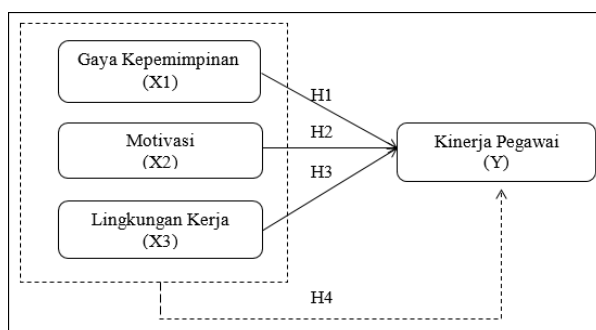 Gaya Kepemimpinan
(X1)
H1
Motivasi
(X2)
H2
Kinerja Pegawai
(Y)
H3
Lingkungan Kerja
(X3)
H4